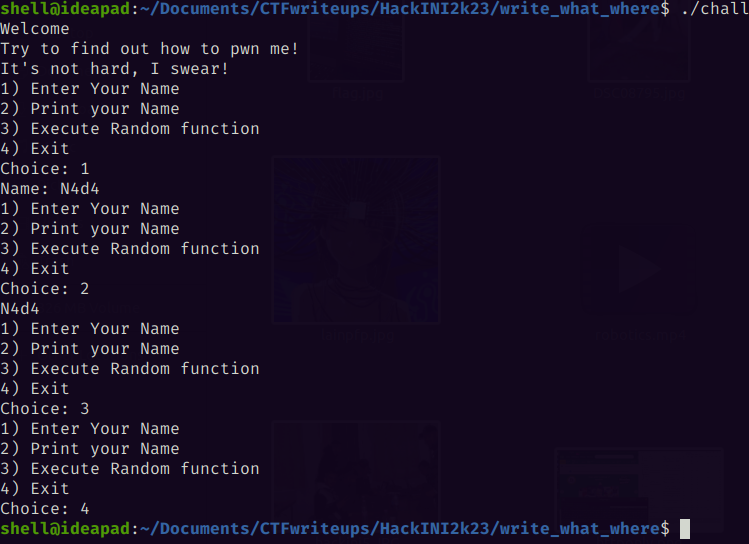 shell@ideapad:~/Documents/CTFwriteups/HackINI2k23/write_what_where$ ./chall
Welcome
Try to find out how to pwn me!
It's not hard, I swear!
1) Enter Your Name
2) Print your Name
3) Execute Random function
4) Exit
Choice: 1
Name: N4d4
1) Enter Your Name
2) Print your Name
3) Execute Random function
4) Exit
Choice: 2
N4d4
1) Enter Your Name
2) Print your Name
3) Execute Random function
4) Exit
Choice: 3
1) Enter Your Name
2) Print your Name
3) Execute Random function
4) Exit
Choice: 4
shell@ideapad:~/Documents/CTFwriteups/HackINI2k23/write_what_where$